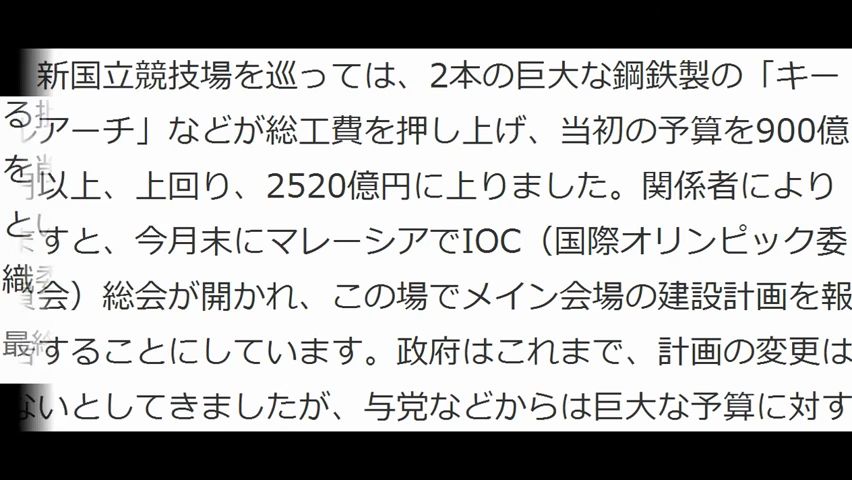 新国立競技場を巡っては、2本の巨大な鋼鉄製の「キー
アーチ」などが総工費を押し上げ、当初の予算を900億
以上、上回り、2520億円に上りました。関係者により
すと、今月末にマレーシアでIOC（国際オリンピック委
会）総会が開かれ、この場でメイン会場の建設計画を報
することにしています。政府はこれまで、計画の変更は
ないとしてきましたが、与党などからは巨大な予算に対す
る
を
と
織
最